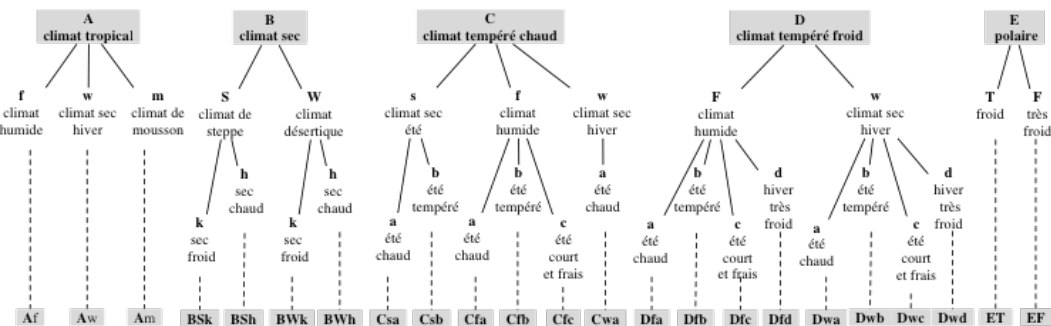 A
climat tropical
B
climat sec
C
climat tempéré chaud
D
climat tempéré froid
E
polaire
f
climat
humide
w
climat sec
hiver
m
climat de
mousson
S
climat de
steppe
W
climat
désertique
s
climat sec
été
f
climat
humide
w
climat sec
hiver
F
climat
humide
w
climat sec
hiver
T
froid
F
très
froid
h
sec
chaud
k
sec
froid
h
sec
chaud
k
sec
froid
b
été
tempéré
a
été
chaud
b
été
tempéré
a
été
chaud
c
été
court
et frais
a
été
chaud
b
été
tempéré
d
hiver
très
froid
a
été
chaud
c
été
court
et frais
b
été
tempéré
d
hiver
très
froid
a
été
chaud
c
été
court
et frais
Af
Aw
Am
BSk
BSh
BWk
BWh
Csa
Csb
Cfa
Cfb
Cfc
Cwa
Dfa
Dfb
Dfc
Dfd
Dwa
Dwb
Dwc
Dwd
ET
EF